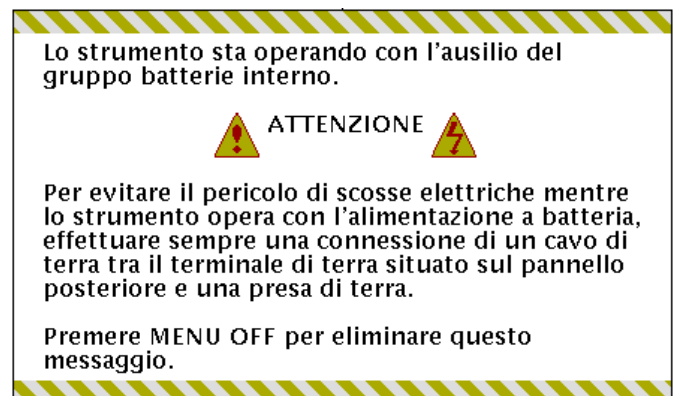 Lo strumento sta operando con l'ausilio del
gruppo batterie interno.
ATTENZIONE
Per evitare il pericolo di scosse elettriche mentre
lo strumento opera con l'alimentazione a batteria,
effettuare sempre una connessione di un cavo di
terra tra il terminale di terra situato sul pannello
posteriore e una presa di terra.
Premere MENU OFF per eliminare questo
messaggio.